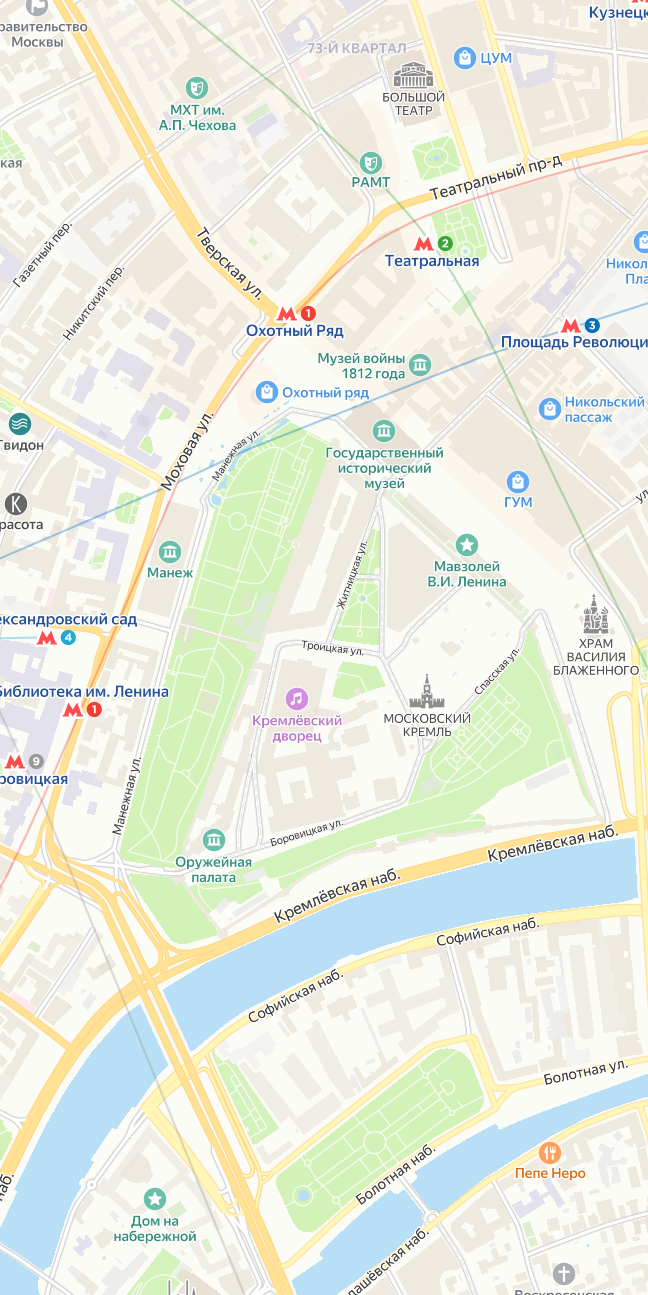 Кузнецк
равительство
Москвы
73-Й КВАРТАЛ
ЦУМ
БОЛЬШОЙ
ТЕАТР
МХТ им.
А.П. Чехова
РАМТ
Театральный пр-д
ская
Газетный пер.
Тверская ул.
2
Театральная
Никол
Пла
Никитский пер.
1
Охотный Ряд
3
Площадь Революци
Музей войны
1812 года
Охотный ряд
Никольский
пассаж
Гвидон
Моховая ул.
Манежная ул.
Государственный
исторический
музей
ГУМ
К
расота
ул
Манеж
Житницкая ул.
Мавзолей
В.И. Ленина
ександровский сад
4
Троицкая ул.
Спасская ул.
ХРАМ
ВАСИЛИЯ
БЛАЖЕННОГО
Библиотека им. Ленина
1
Кремлёвский
дворец
МОСКОВСКИЙ
КРЕМЛЬ
9
ровицкая
Манежная ул.
Боровицкая ул.
Оружейная
палата
Кремлёвская наб.
Кремлёвская наб.
Софийская наб.
Софийская наб.
Болотная ул.
Болотная наб.
Пепе Неро
наб.
Дом на
набережной
дашёвская наб.
Воскресенская